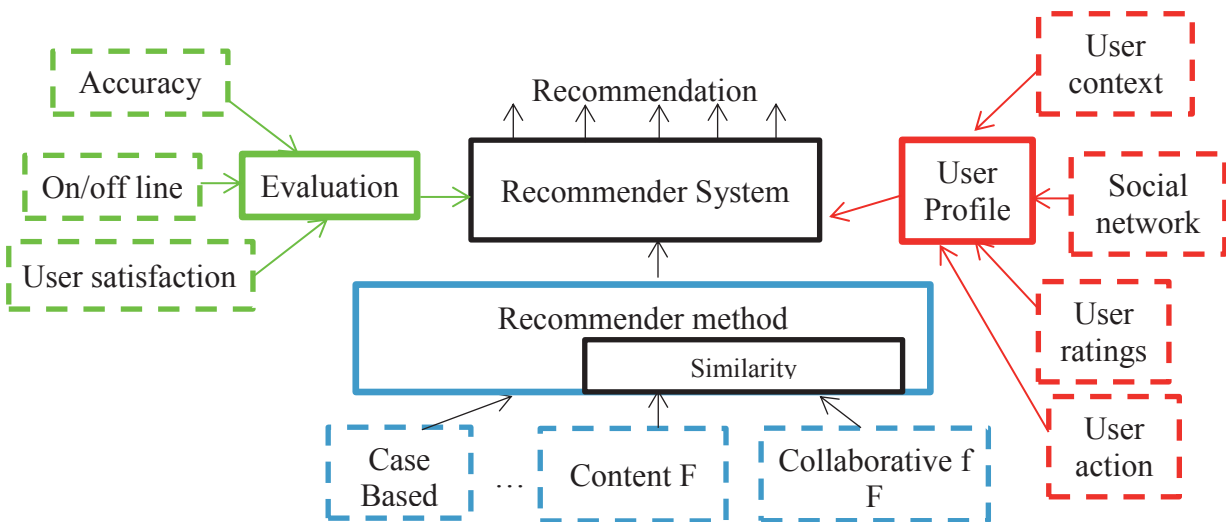 Accuracy
On/off line
User satisfaction
Evaluation
Recommendation
Recommender System
Recommender method
Similarity
Case
Based
…
Content F
Collaborative f
F
User
Profile
User
context
Social
network
User
ratings
User
action